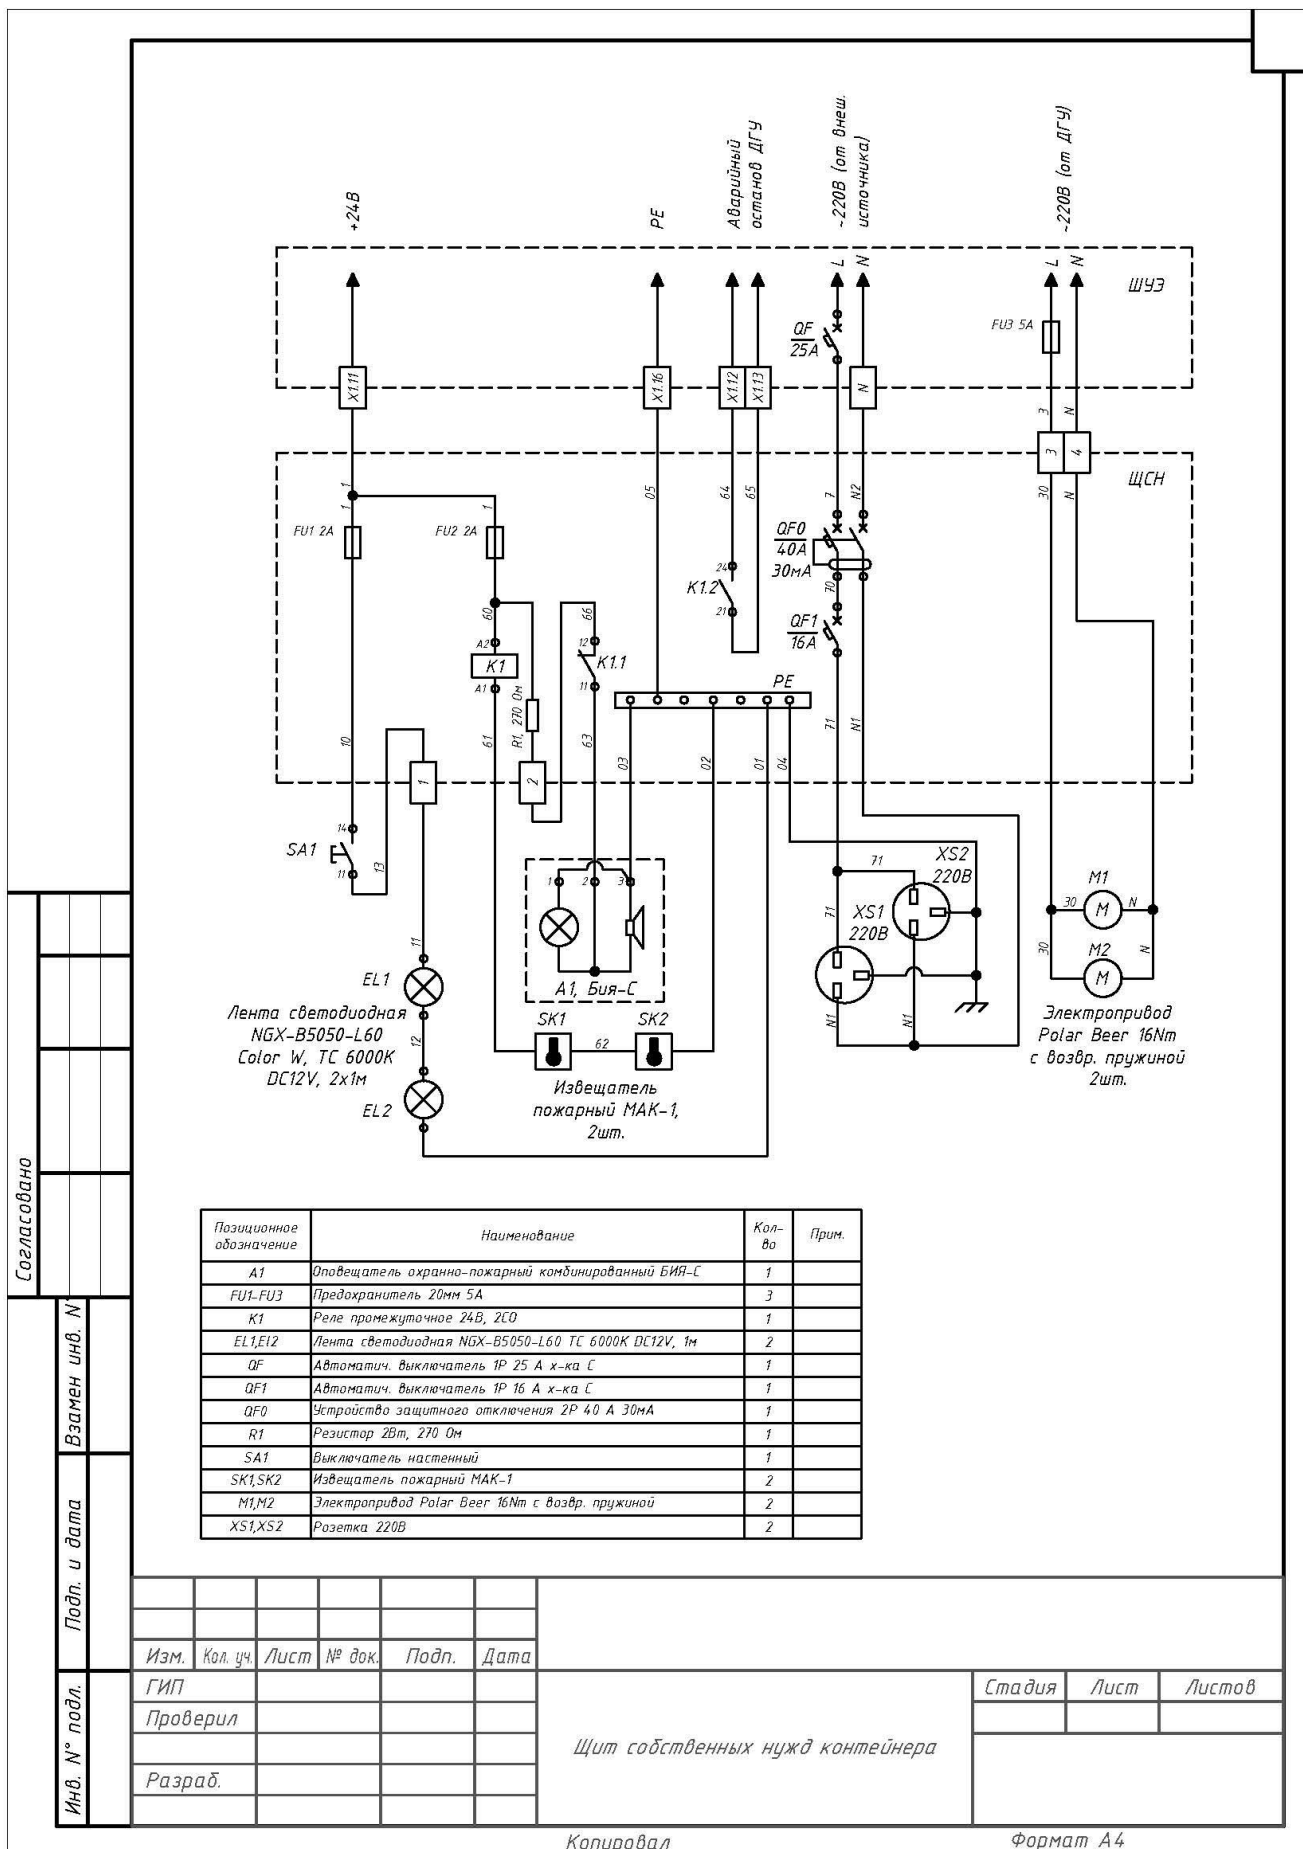 +24В
PE
Аварийный
останов ДГУ
~220В (от внеш.
источника)
~220В (от ДГУ)
L
N
L
N
ШУЭ
QF
25А
FU3 5А
X1.11
X1.16
X1.12
X1.13
N
3
N
3
4
ЩСН
1
1
1
FU1 2А
FU2 2А
05
64
65
7
N2
30
N
QF0
40А
30мА
24
K1.2
21
70
QF1
16А
60
66
A2
K1
A1
12
K1.1
11
R1, 270 Ом
PE
10
61
63
03
02
01
04
71
N1
1
2
SA1
14
11
13
1
2
3
A1, Бия-С
71
71
XS2
220В
XS1
220В
N1
N1
M1
30
M
N
30
M2
M
N
11
EL1
12
EL2
Лента светодиодная
NGX-B5050-L60
Color W, TC 6000K
DC12V, 2x1м
SK1
62
SK2
Извещатель
пожарный МАК-1,
2шт.
Электропривод
Polar Beer 16Nm
с возвр. пружиной
2шт.
Позиционное обозначение Наименование Кол-во Прим.
A1 Оповещатель охранно-пожарный комбинированный БИЯ-С 1
FU1-FU3 Предохранитель 20мм 5А 3
K1 Реле промежуточное 24В, 2СО 1
EL1,El2 Лента светодиодная NGX-B5050-L60 TC 6000K DC12V, 1м 2
QF Автоматич. выключатель 1Р 25 А х-ка С 1
QF1 Автоматич. выключатель 1Р 16 А х-ка С 1
QF0 Устройство защитного отключения 2Р 40 А 30мА 1
R1 Резистор 2Вт, 270 Ом 1
SA1 Выключатель настенный 1
SK1,SK2 Извещатель пожарный МАК-1 2
M1,M2 Электропривод Polar Beer 16Nm с возвр. пружиной 2
XS1,XS2 Розетка 220В 2
Согласовано
Взамен инв. N°
Подп. и дата
Инв. N° подл.
Изм. Кол. уч. Лист № док. Подп. Дата
ГИП
Проверил
Разраб.
Щит собственных нужд контейнера
Стадия Лист Листов
Копировал
Формат А4